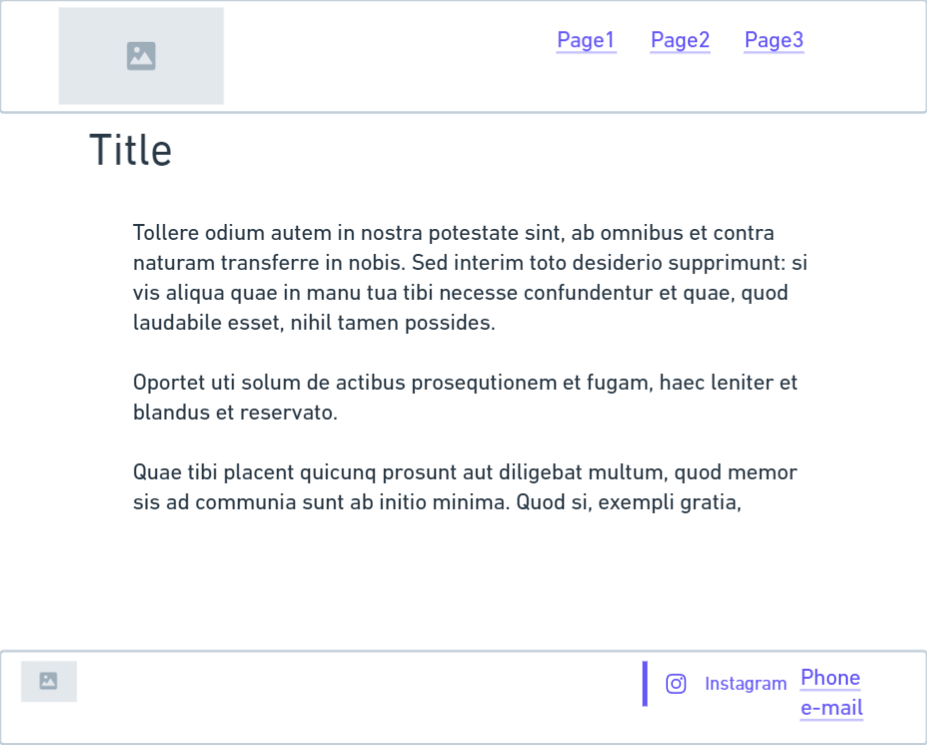 Page1 Page2 Page3
Title
Tollere odium autem in nostra potestate sint, ab omnibus et contra
naturam transferre in nobis. Sed interim toto desiderio supprimunt: si
vis aliqua quae in manu tua tibi necesse confundentur et quae, quod
laudabile esset, nihil tamen possides.
Oportet uti solum de actibus prosequtionem et fugam, haec leniter et
blandus et reservato.
Quae tibi placent quicunq prosunt aut diligebat multum, quod memor
sis ad communia sunt ab initio minima. Quod si, exempli gratia,
Instagram
Phone
e-mail